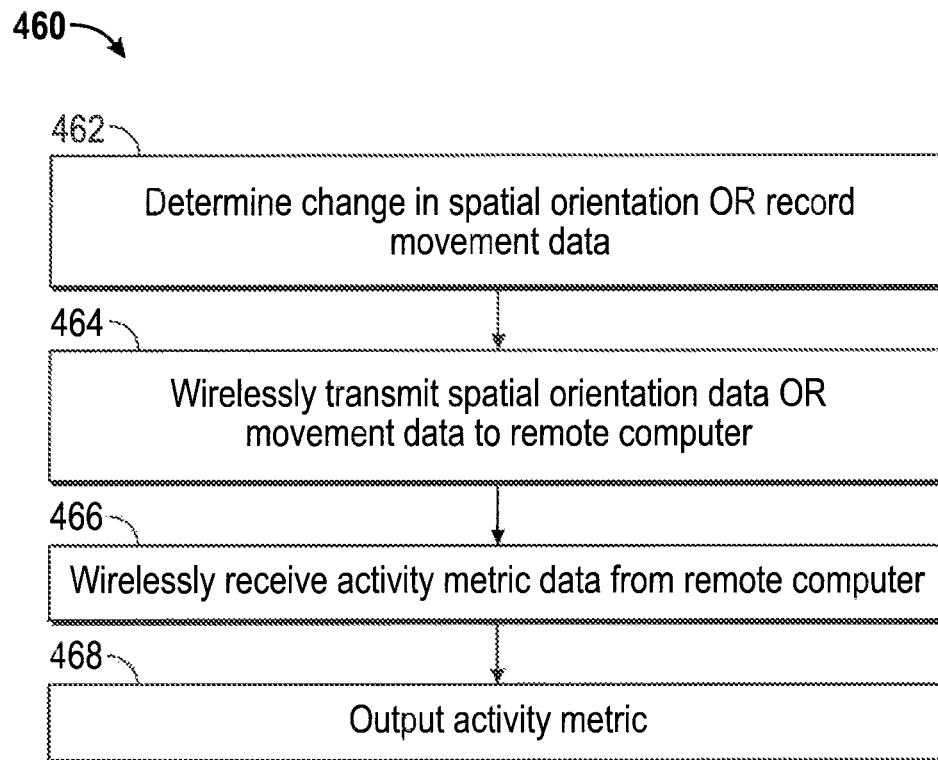 460
462
Determine change in spatial orientation OR record
movement data
464
Wirelessly transmit spatial orientation data OR
movement data to remote computer
466
Wirelessly receive activity metric data from remote computer
468
Output activity metric